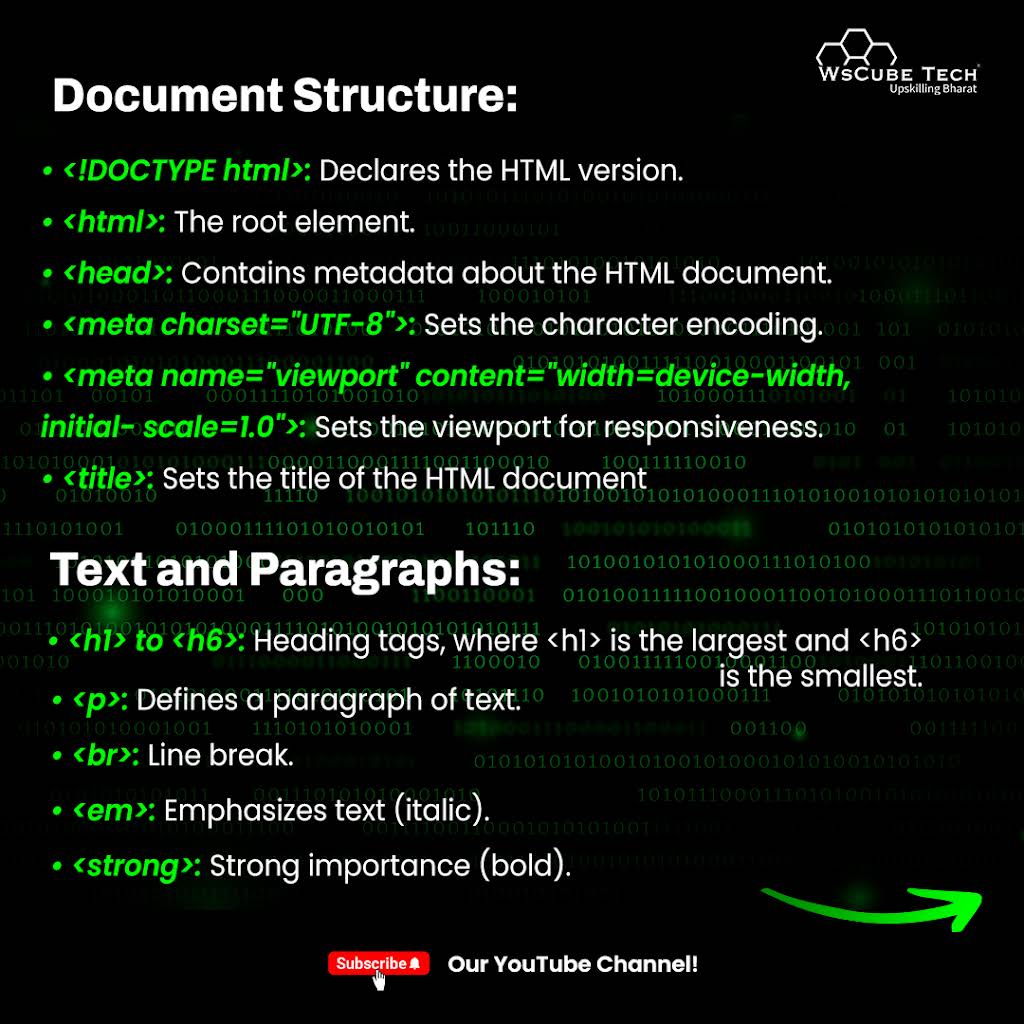 WsCube Tech
Upskilling Bharat
Document Structure:
• <!DOCTYPE html>: Declares the HTML version.
• <html>: The root element.
• <head>: Contains metadata about the HTML document.
• <meta charset="UTF-8">: Sets the character encoding.
• <meta name="viewport" content="width=device-width,
initial- scale=1.0">: Sets the viewport for responsiveness.
• <title>: Sets the title of the HTML document
Text and Paragraphs:
• <h1> to <h6>: Heading tags, where <h1> is the largest and <h6>
is the smallest.
• <p>: Defines a paragraph of text.
• <br>: Line break.
• <em>: Emphasizes text (italic).
• <strong>: Strong importance (bold).
Subscribe
Our YouTube Channel!